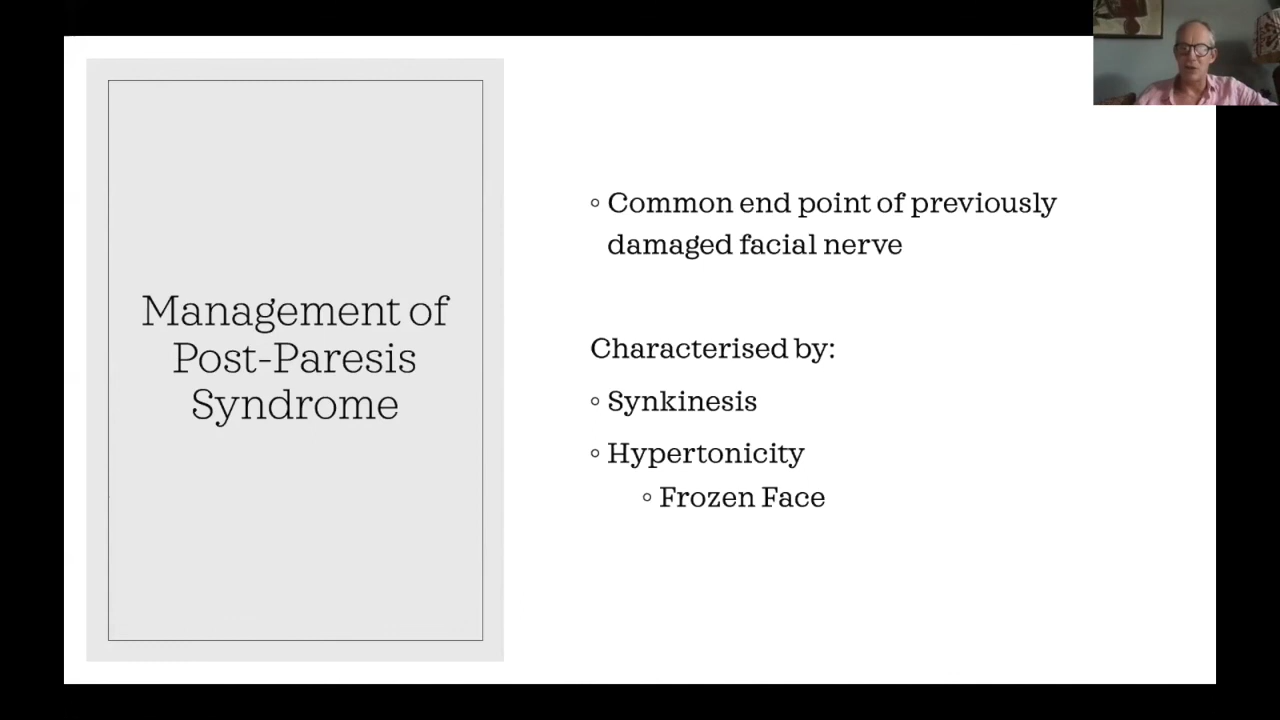 Management of
Post-Paresis
Syndrome
◦ Common end point of previously
damaged facial nerve
Characterised by:
◦ Synkinesis
◦ Hypertonicity
◦ Frozen Face